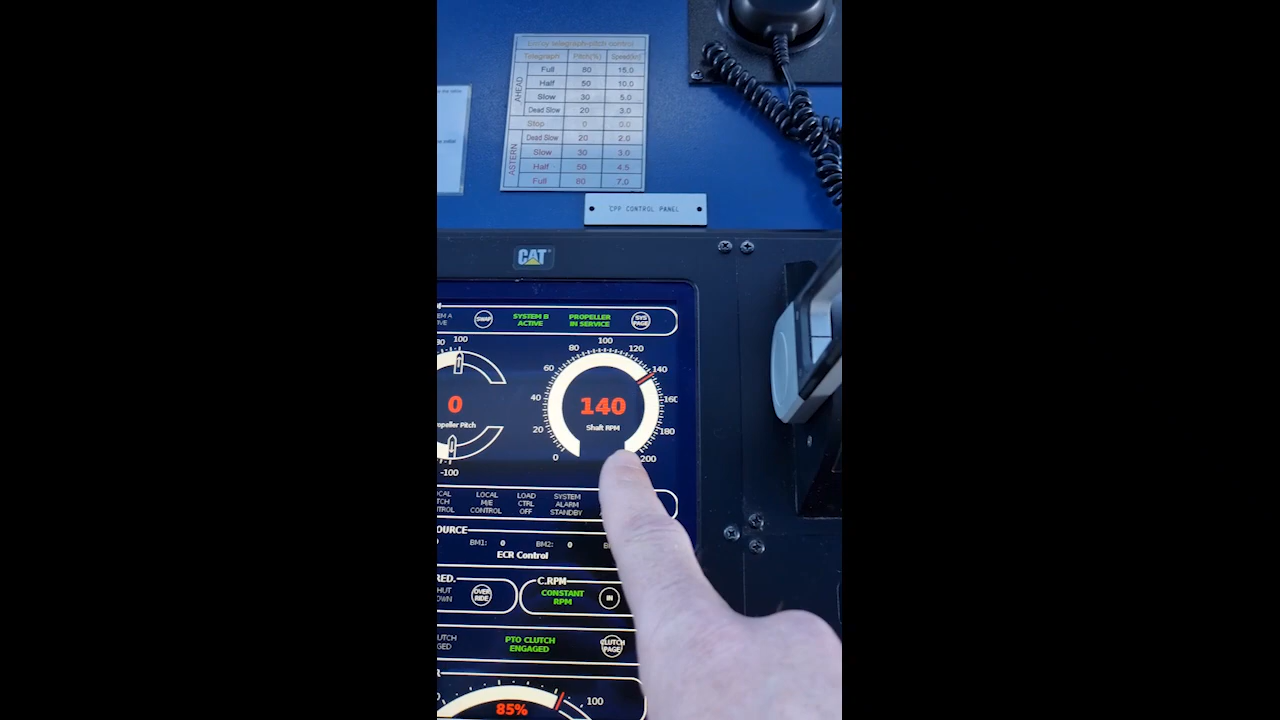 Lineup telegraph-pitch control
Telegraph Pitch(%) Speed(kn)
AHEAD
Full 80 15.0
Half 50 10.0
Slow 30 5.0
Dead Slow 20 3.0
Stop 0 0.0
ASTERN
Dead Slow 20 2.0
Slow 30 3.0
Half 50 4.5
Full 80 7.0
CPP CONTROL PANEL
CAT
SWAP
SYSTEM B
ACTIVE
PROPELLER
IN SERVICE
SYS
PAGE
100
0
-100
0 20 40 60 80 100 120 140 160 180 200
140
Shaft RPM
LOCAL
M/E
CONTROL
LOAD
CTRL
OFF
SYSTEM
ALARM
STANDBY
BM1: 0 BM2: 0
ECR Control
OVER
RIDE
C.RPM
CONSTANT
RPM
IN
PTO CLUTCH
ENGAGED
CLUTCH
PAGE
100
85%